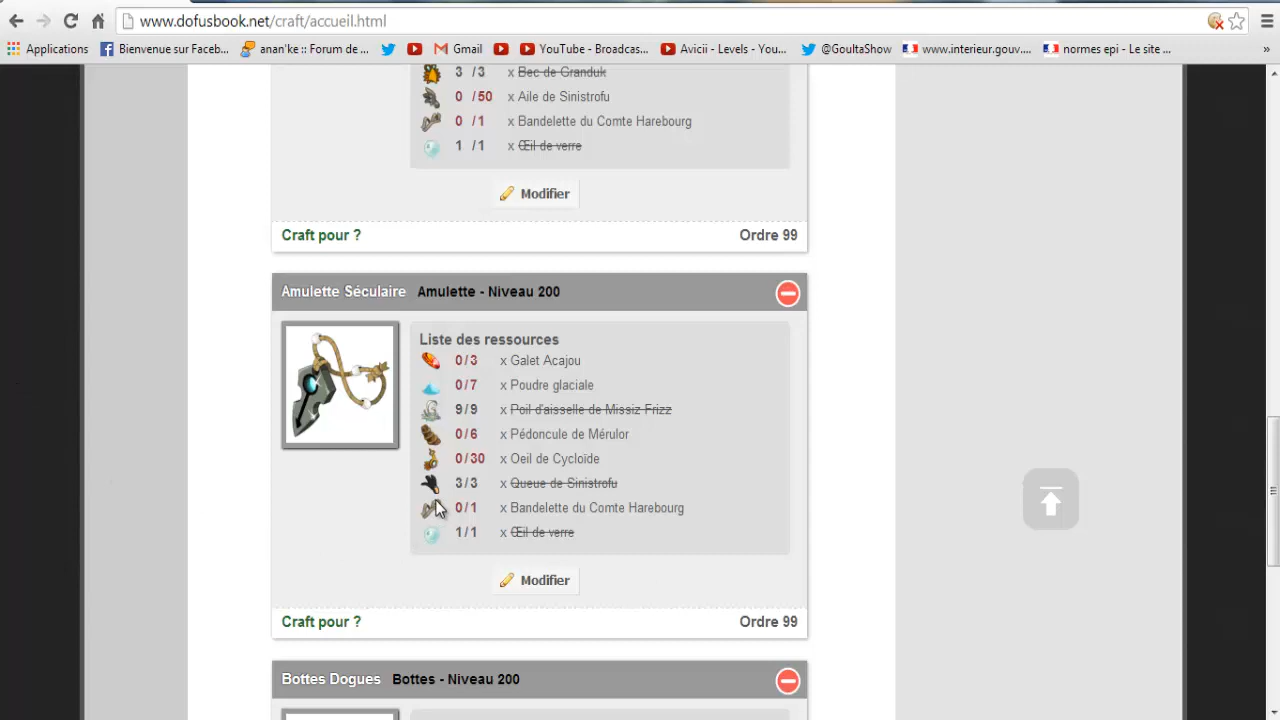 www.dofusbook.net/craft/accueil.html
Applications Bienvenue sur Faceb... anan'ke :: Forum de ... Gmail YouTube - Broadcas... Avicii - Levels - You... @GoultaShow www.interieur.gouv.... normes epi - Le site ... »
3 /3 x Bec de Granduk
0 /50 x Aile de Sinistrofu
0 /1 x Bandelette du Comte Harebourg
1 /1 x Œil de verre
Modifier
Craft pour ? Ordre 99
Amulette Séculaire Amulette - Niveau 200
Liste des ressources
0/3 x Galet Acajou
0/7 x Poudre glaciale
9/9 x Poil d'aisselle de Missiz Frizz
0/6 x Pédoncule de Mérulor
0/30 x Oeil de Cycloïde
3/3 x Queue de Sinistrofu
0/1 x Bandelette du Comte Harebourg
1/1 x Œil de verre
Modifier
Craft pour ? Ordre 99
Bottes Dogues Bottes - Niveau 200